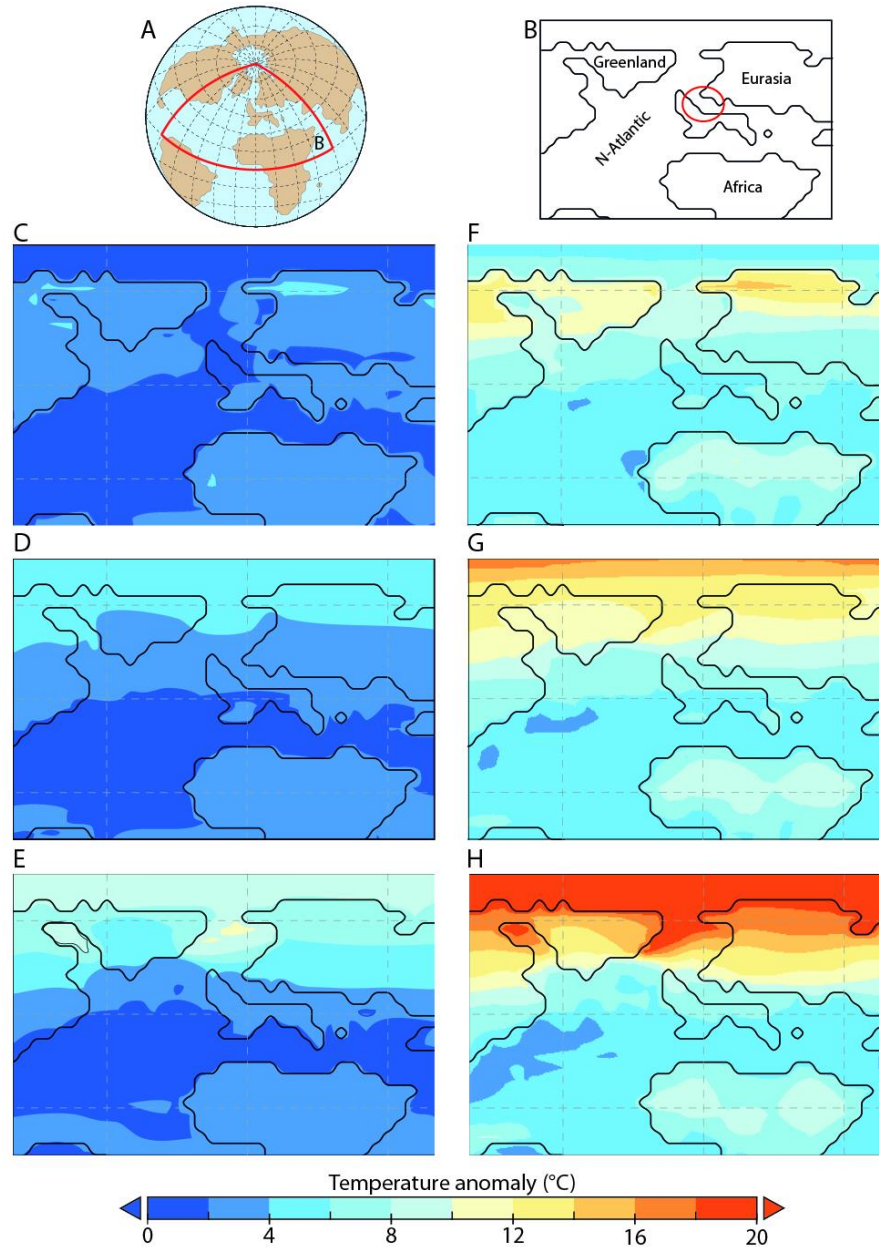 A
B
B
Greenland
Eurasia
N-Atlantic
Africa
C
F
D
G
E
H
Temperature anomaly (°C)
0 4 8 12 16 20